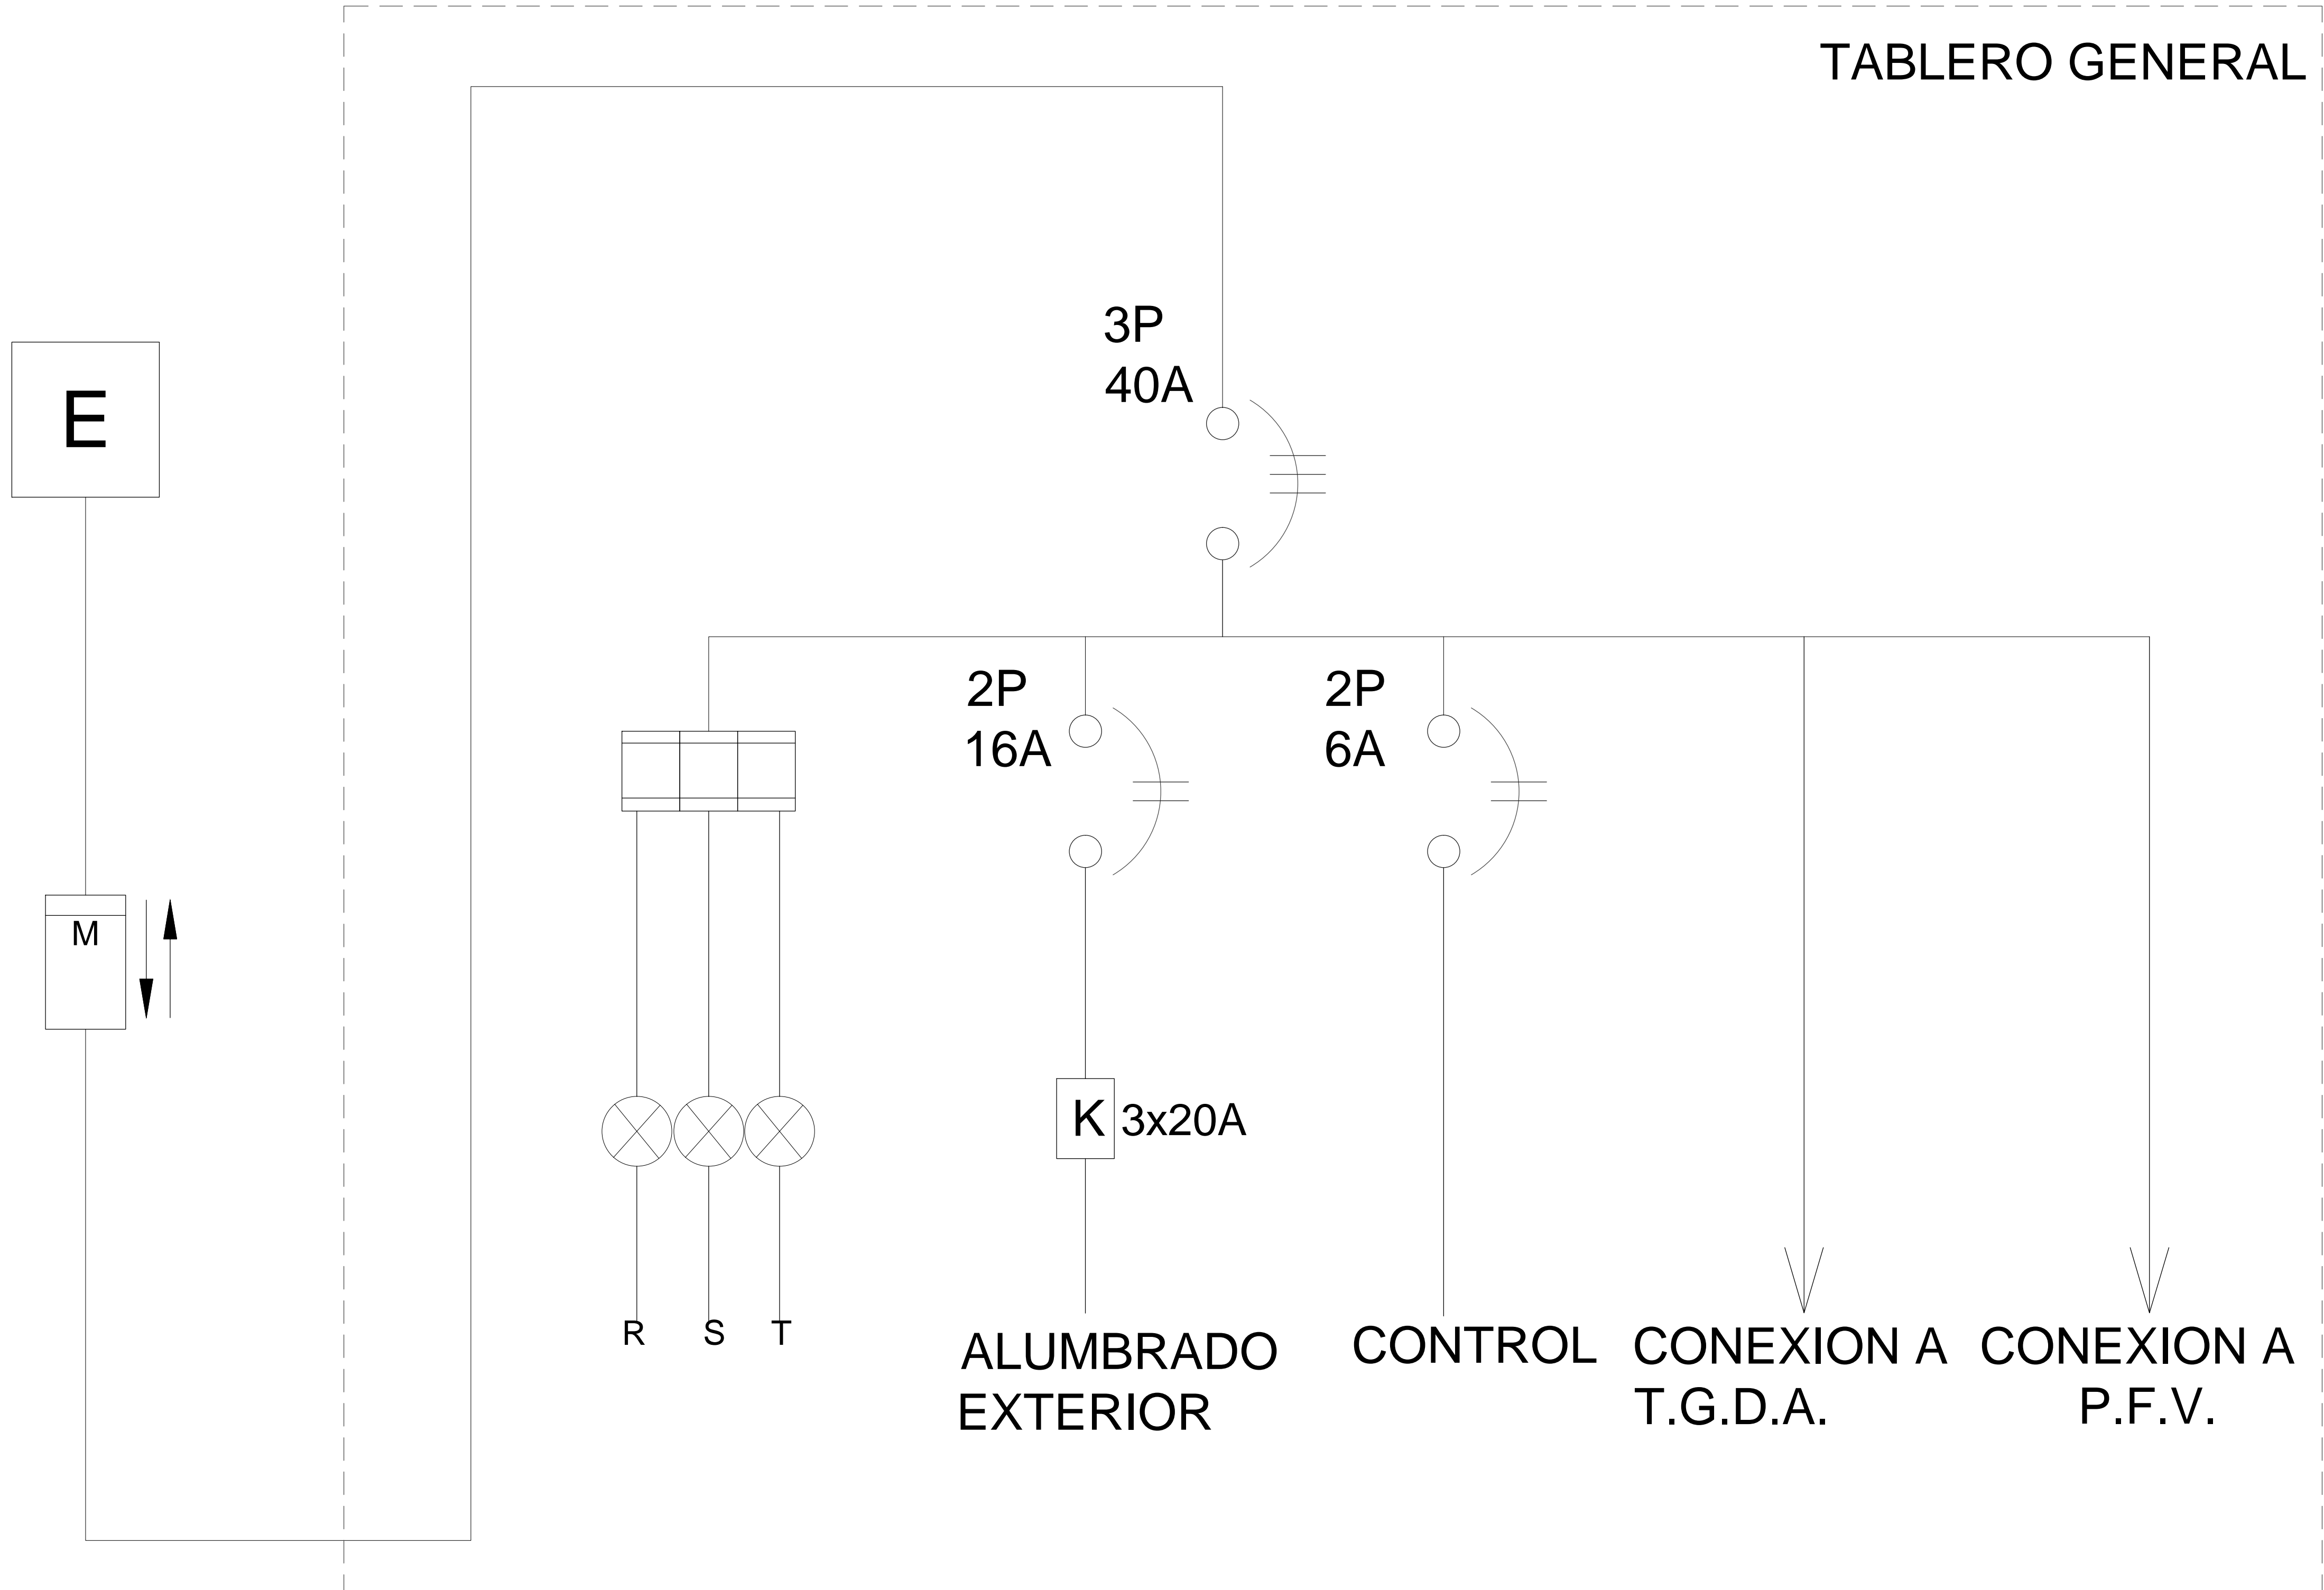 TABLERO GENERAL
E
3P
40A
2P
16A
2P
6A
M
K
3x20A
R
S
T
ALUMBRADO
EXTERIOR
CONTROL
CONEXION A
T.G.D.A.
CONEXION A
P.F.V.